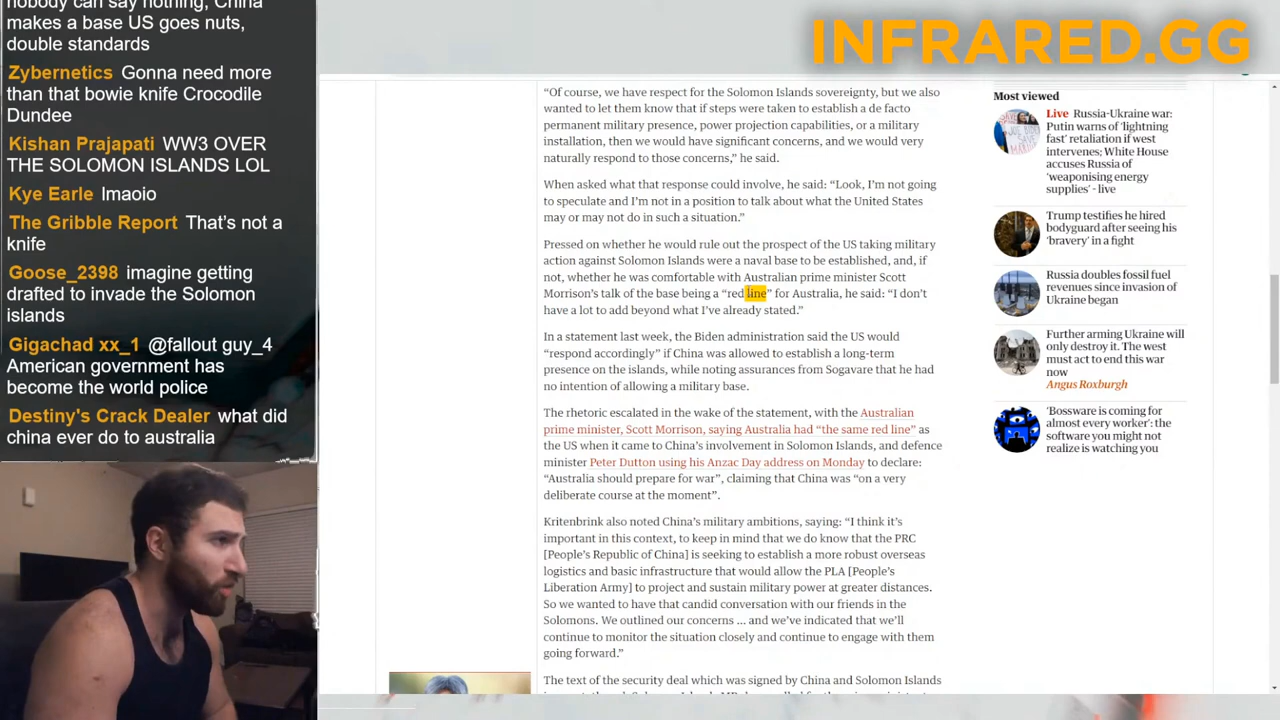 nobody can say nothing, China
makes a base US goes nuts,
double standards
Zybernetics Gonna need more
than that bowie knife Crocodile
Dundee
Kishan Prajapati WW3 OVER
THE SOLOMON ISLANDS LOL
Kye Earle lmaoio
The Gribble Report That's not a
knife
Goose_2398 imagine getting
drafted to invade the Solomon
islands
Gigachad xx_1 @fallout guy_4
American government has
become the world police
Destiny's Crack Dealer what did
china ever do to australia
INFRARED.GG
“Of course, we have respect for the Solomon Islands sovereignty, but we also
wanted to let them know that if steps were taken to establish a de facto
permanent military presence, power projection capabilities, or a military
installation, then we would have significant concerns, and we would very
naturally respond to those concerns,” he said.
When asked what that response could involve, he said: “Look, I’m not going
to speculate and I’m not in a position to talk about what the United States
may or may not do in such a situation.”
Pressed on whether he would rule out the prospect of the US taking military
action against Solomon Islands were a naval base to be established, and, if
not, whether he was comfortable with Australian prime minister Scott
Morrison’s talk of the base being a “red line” for Australia, he said: “I don’t
have a lot to add beyond what I’ve already stated.”
In a statement last week, the Biden administration said the US would
“respond accordingly” if China was allowed to establish a long-term
presence on the islands, while noting assurances from Sogavare that he had
no intention of allowing a military base.
The rhetoric escalated in the wake of the statement, with the Australian
prime minister, Scott Morrison, saying Australia had “the same red line” as
the US when it came to China’s involvement in Solomon Islands, and defence
minister Peter Dutton using his Anzac Day address on Monday to declare:
“Australia should prepare for war”, claiming that China was “on a very
deliberate course at the moment”.
Kritenbrink also noted China’s military ambitions, saying: “I think it’s
important in this context, to keep in mind that we do know that the PRC
[People’s Republic of China] is seeking to establish a more robust overseas
logistics and basic infrastructure that would allow the PLA [People’s
Liberation Army] to project and sustain military power at greater distances.
So we wanted to have that candid conversation with our friends in the
Solomons. We outlined our concerns ... and we’ve indicated that we’ll
continue to monitor the situation closely and continue to engage with them
going forward.”
The text of the security deal which was signed by China and Solomon Islands
Most viewed
Live Russia-Ukraine war:
Putin warns of ‘lightning
fast’ retaliation if west
intervenes; White House
accuses Russia of
‘weaponising energy
supplies’ - live
Trump testifies he hired
bodyguard after seeing his
‘bravery’ in a fight
Russia doubles fossil fuel
revenues since invasion of
Ukraine began
Further arming Ukraine will
only destroy it. The west
must act to end this war
now
Angus Roxburgh
‘Bossware is coming for
almost every worker’: the
software you might not
realize is watching you